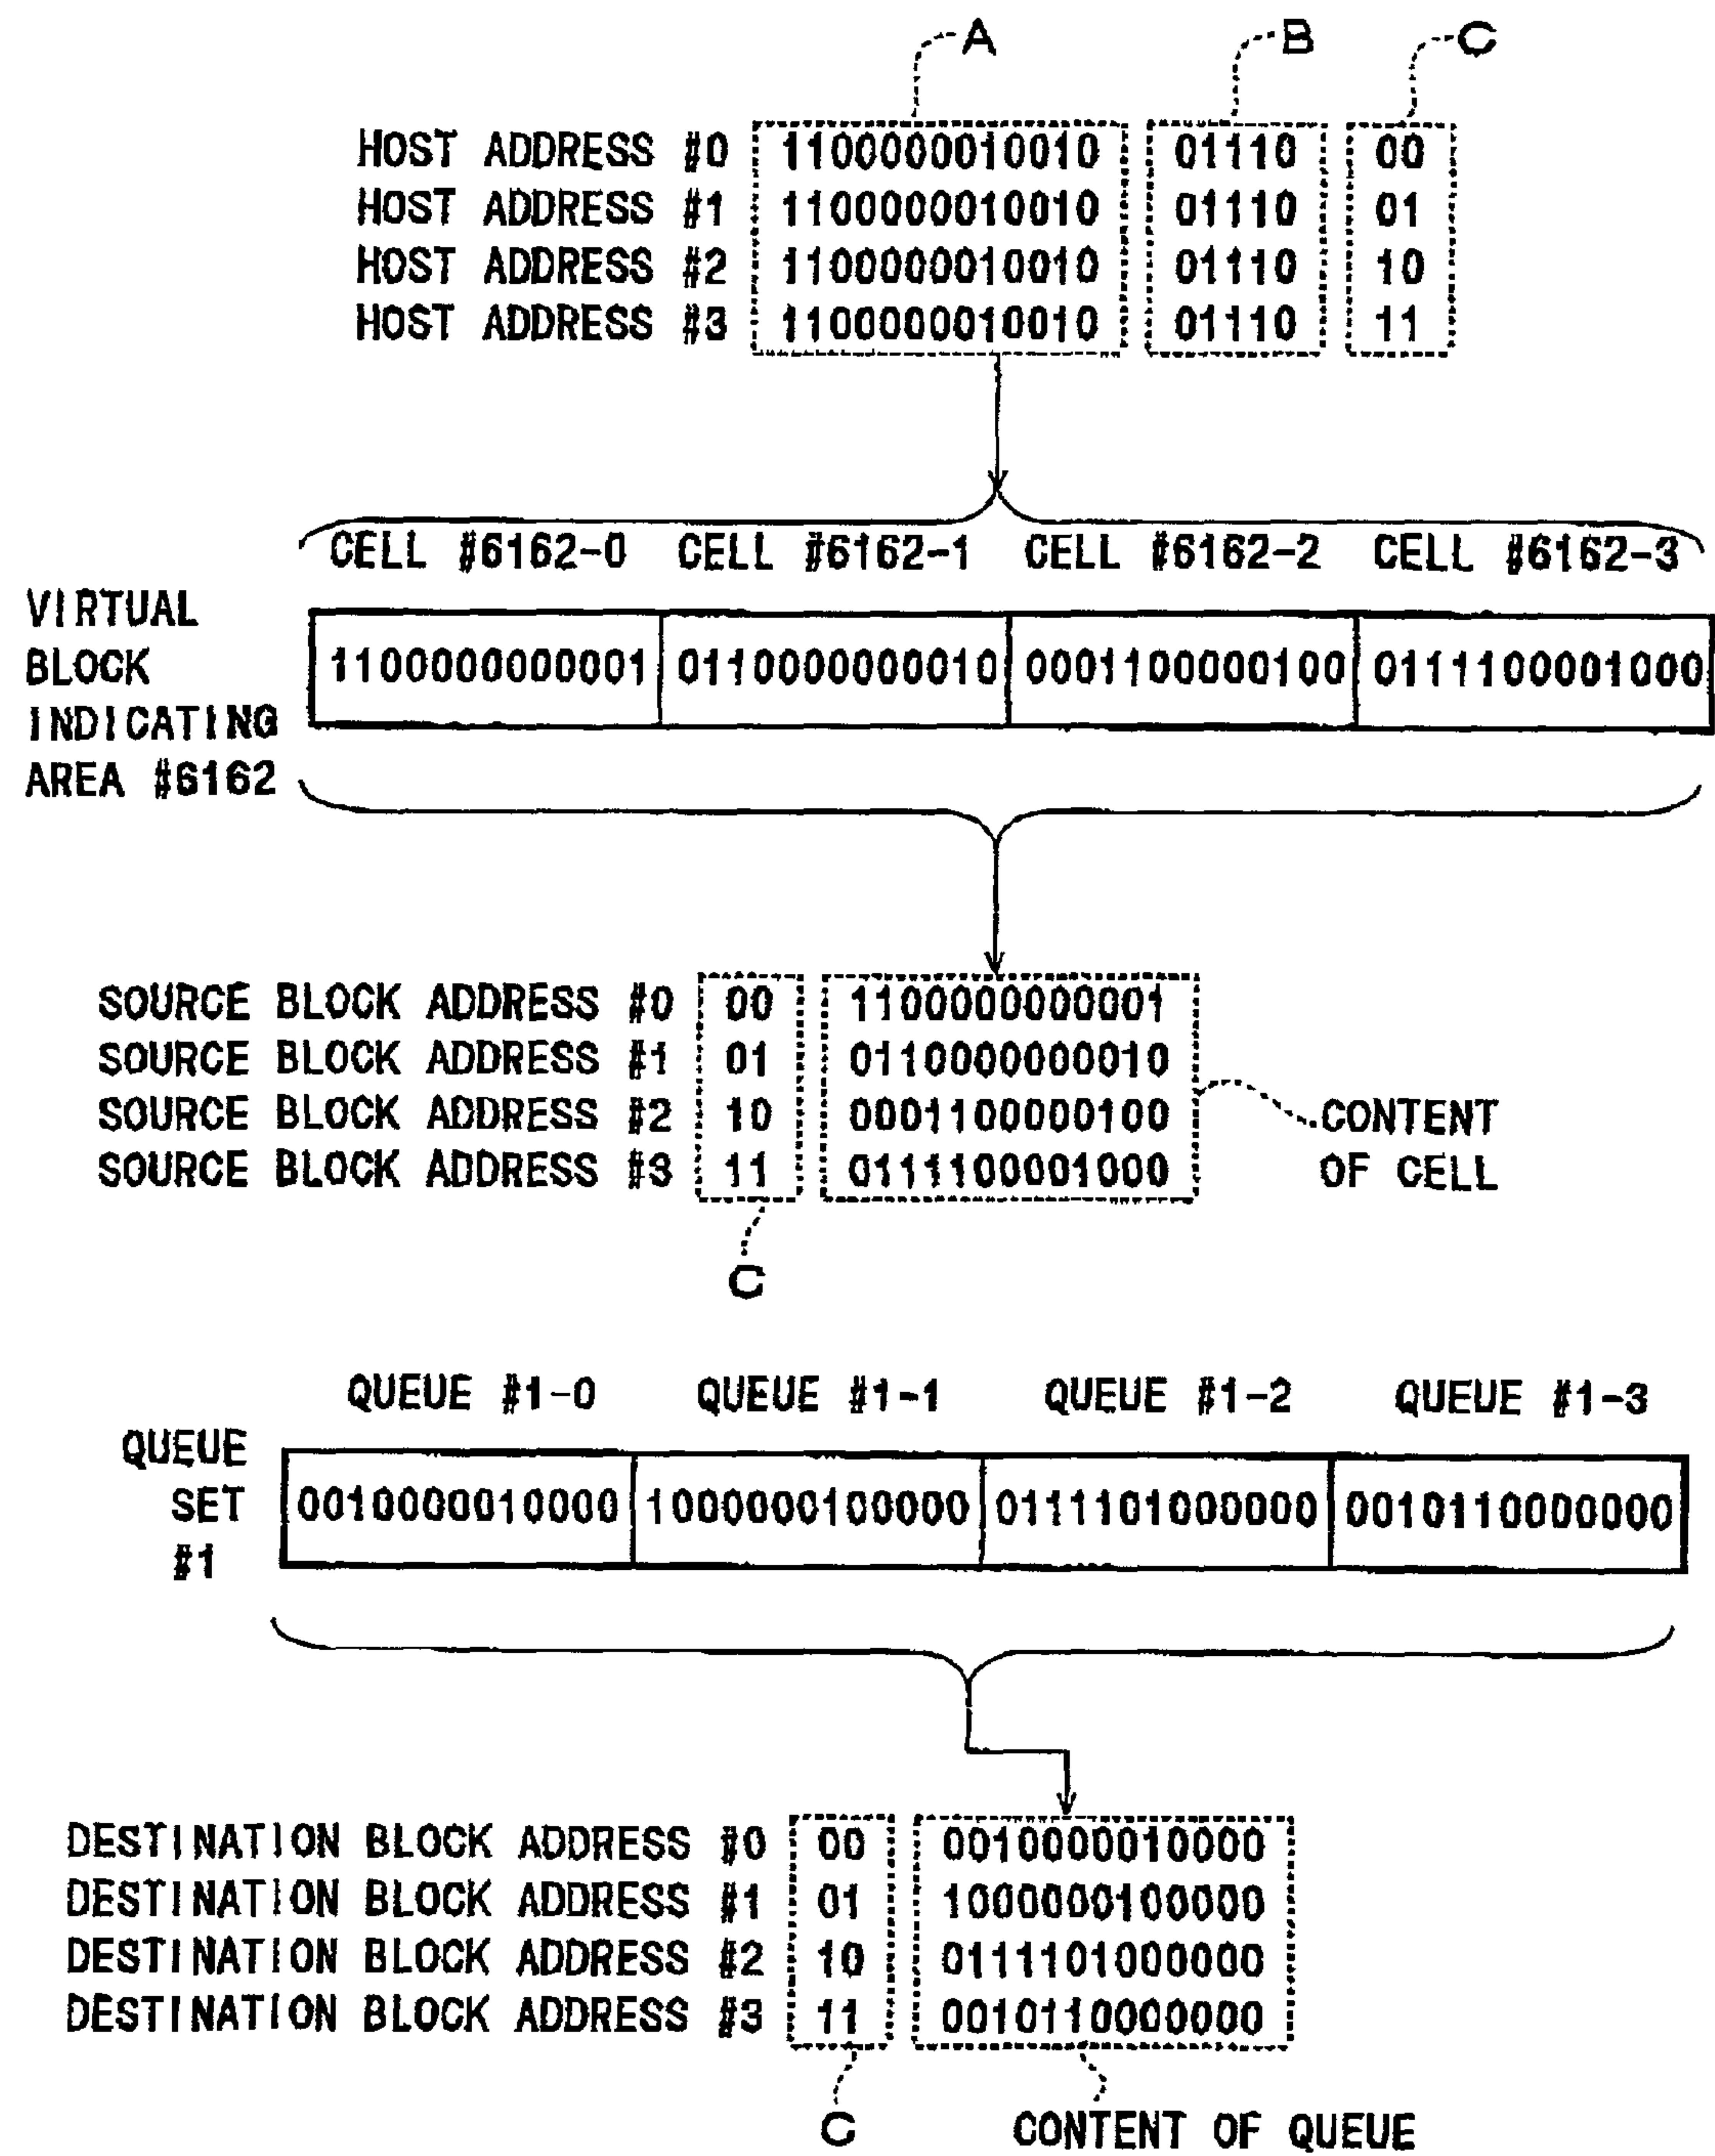 A B C
HOST ADDRESS #0 1100000010010 01110 00
HOST ADDRESS #1 1100000010010 01110 01
HOST ADDRESS #2 1100000010010 01110 10
HOST ADDRESS #3 1100000010010 01110 11
CELL #6162-0 CELL #6162-1 CELL #6162-2 CELL #6162-3
VIRTUAL
BLOCK 1100000000001 0110000000010 0001100000100 0111100001000
INDICATING
AREA #6162
SOURCE BLOCK ADDRESS #0 00 1100000000001
SOURCE BLOCK ADDRESS #1 01 0110000000010
SOURCE BLOCK ADDRESS #2 10 0001100000100 CONTENT
SOURCE BLOCK ADDRESS #3 11 0111100001000 OF CELL
C
QUEUE #1-0 QUEUE #1-1 QUEUE #1-2 QUEUE #1-3
QUEUE
SET 0010000010000 1000000100000 0111101000000 0010110000000
#1
DESTINATION BLOCK ADDRESS #0 00 0010000010000
DESTINATION BLOCK ADDRESS #1 01 1000000100000
DESTINATION BLOCK ADDRESS #2 10 0111101000000
DESTINATION BLOCK ADDRESS #3 11 0010110000000
C CONTENT OF QUEUE